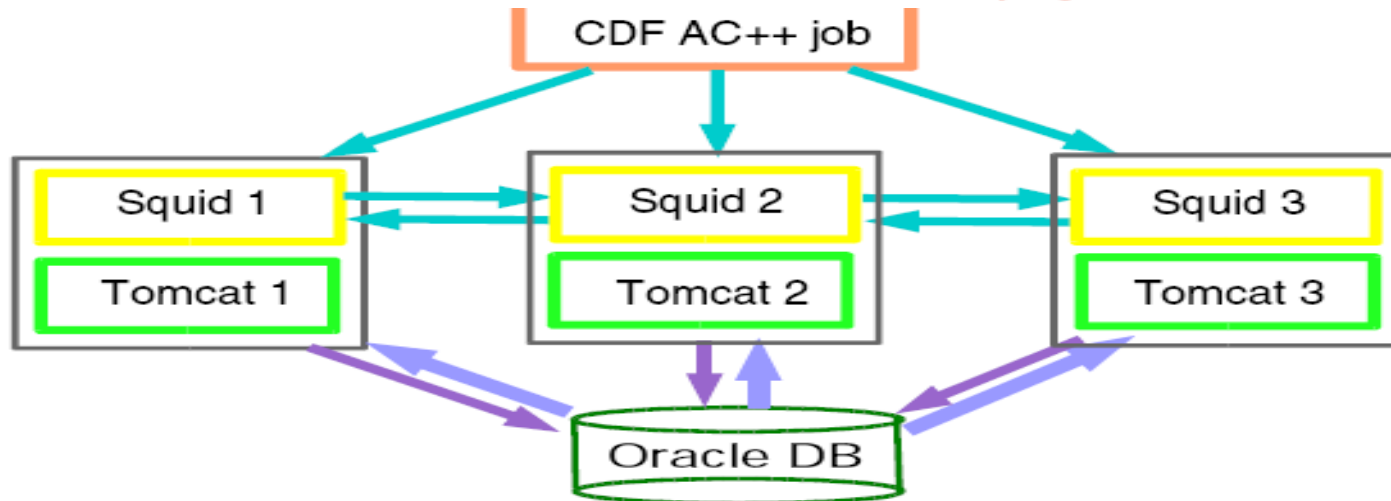 CDF AC++ job
Squid 1
Squid 2
Squid 3
Tomcat 1
Tomcat 2
Tomcat 3
Oracle DB